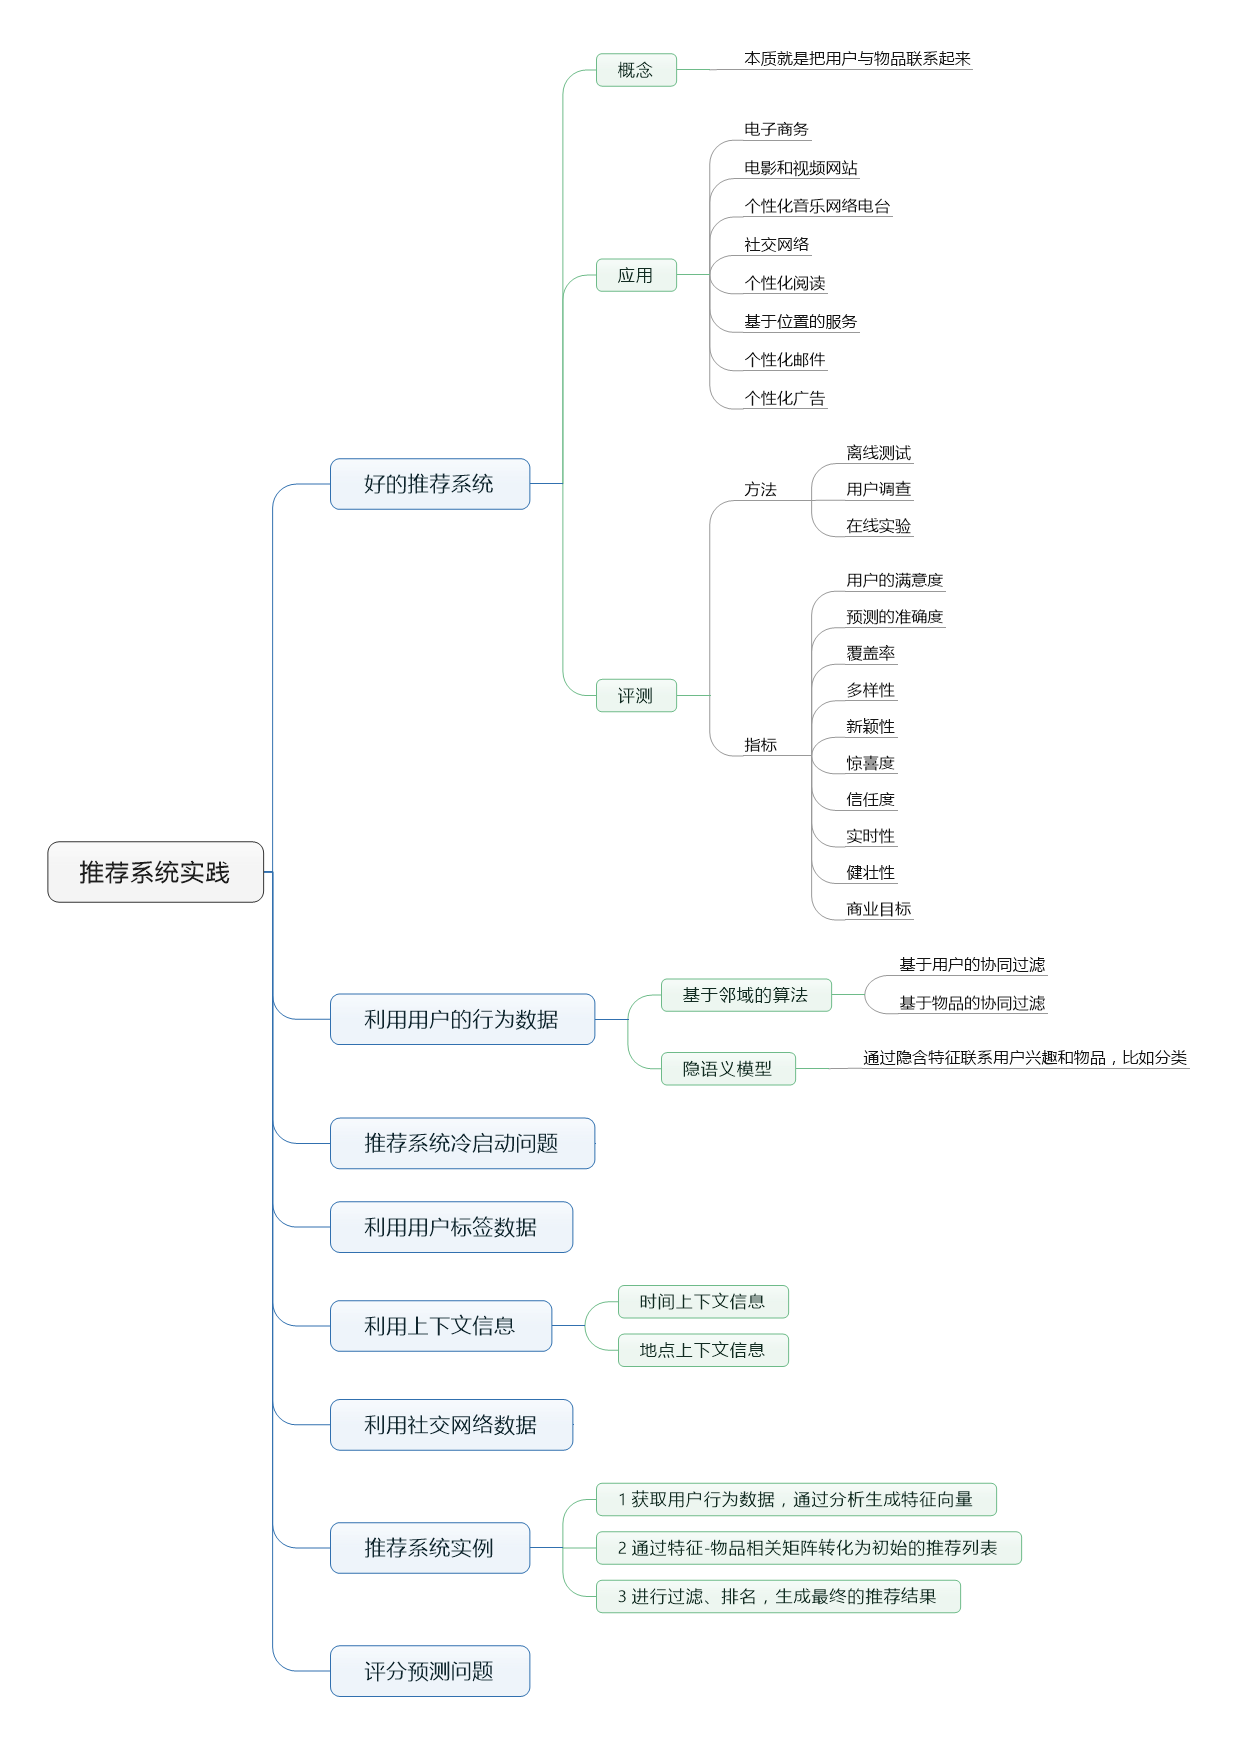 推荐系统实践
好的推荐系统
概念
本质就是把用户与物品联系起来
应用
电子商务
电影和视频网站
个性化音乐网络电台
社交网络
个性化阅读
基于位置的服务
个性化邮件
个性化广告
评测
方法
离线测试
用户调查
在线实验
指标
用户的满意度
预测的准确度
覆盖率
多样性
新颖性
惊喜度
信任度
实时性
健壮性
商业目标
利用用户的行为数据
基于邻域的算法
基于用户的协同过滤
基于物品的协同过滤
隐语义模型
通过隐含特征联系用户兴趣和物品，比如分类
推荐系统冷启动问题
利用用户标签数据
利用上下文信息
时间上下文信息
地点上下文信息
利用社交网络数据
推荐系统实例
1 获取用户行为数据，通过分析生成特征向量
2 通过特征-物品相关矩阵转化为初始的推荐列表
3 进行过滤、排名，生成最终的推荐结果
评分预测问题